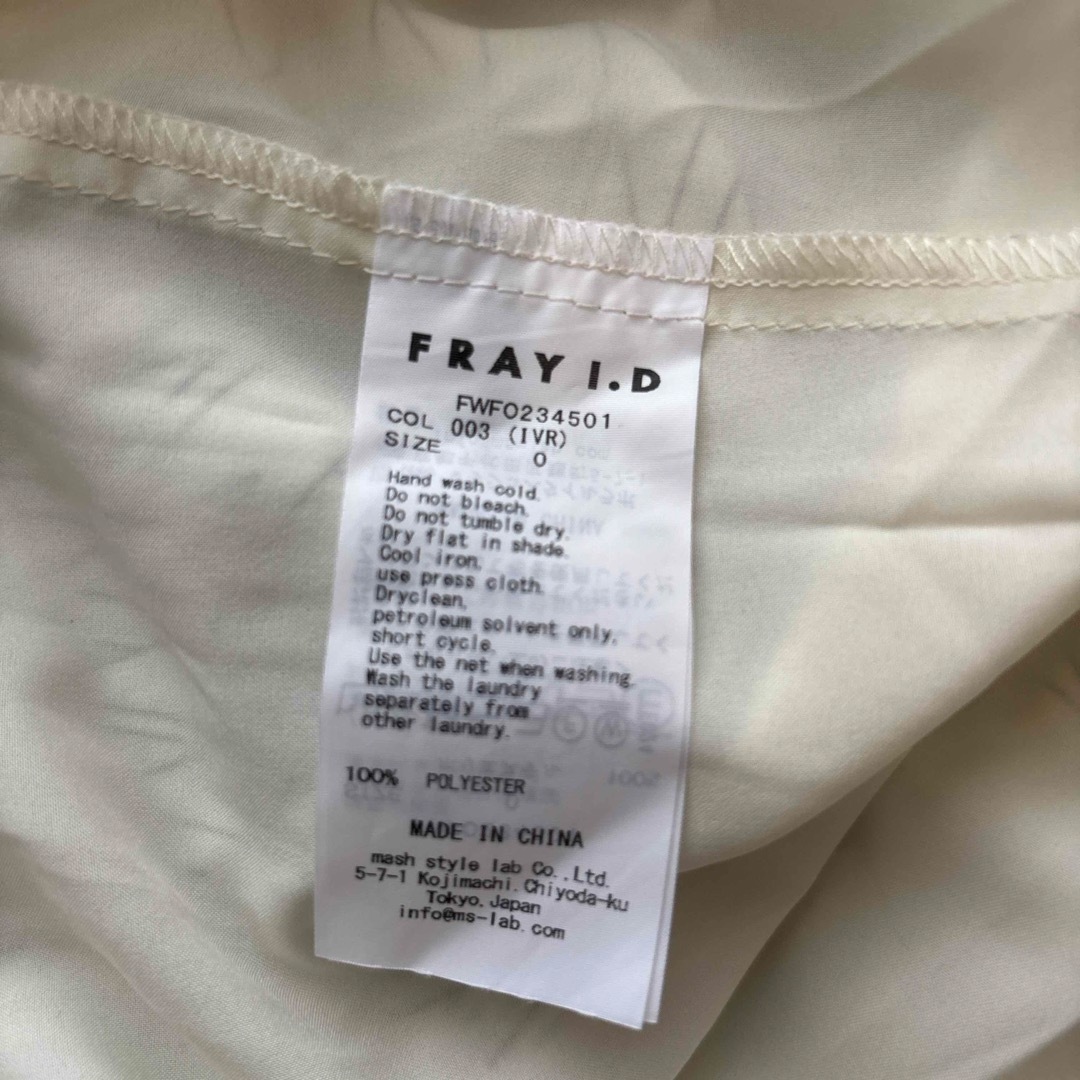 FRAY I.D
FWFO234501
COL 003 (IVR)
SIZE 0
Hand wash cold.
Do not bleach.
Do not tumble dry.
Dry flat in shade.
Cool iron,
use press cloth.
Dryclean,
petroleum solvent only,
short cycle.
Use the net when washing.
Wash the laundry
separately from
other laundry.
100% POLYESTER
MADE IN CHINA
mash style lab Co.,Ltd.
5-7-1 Kojimachi.Chiyoda-ku
Tokyo.Japan
info@ms-lab.com